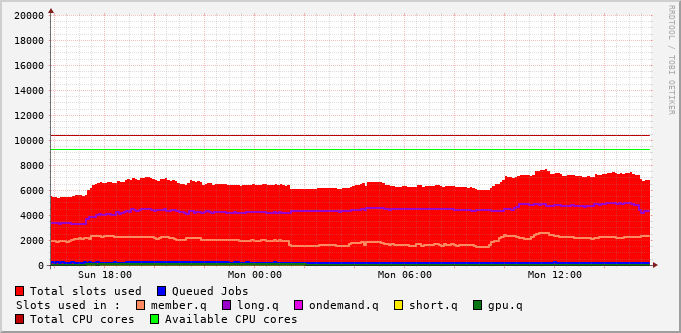 20000
18000
16000
14000
12000
10000
8000
6000
4000
2000
0
Sun 18:00 Mon 00:00 Mon 06:00 Mon 12:00
RRDTOOL / TOBI OETIKER
Total slots used Queued Jobs
Slots used in : member.q long.q ondemand.q short.q gpu.q
Total CPU cores Available CPU cores